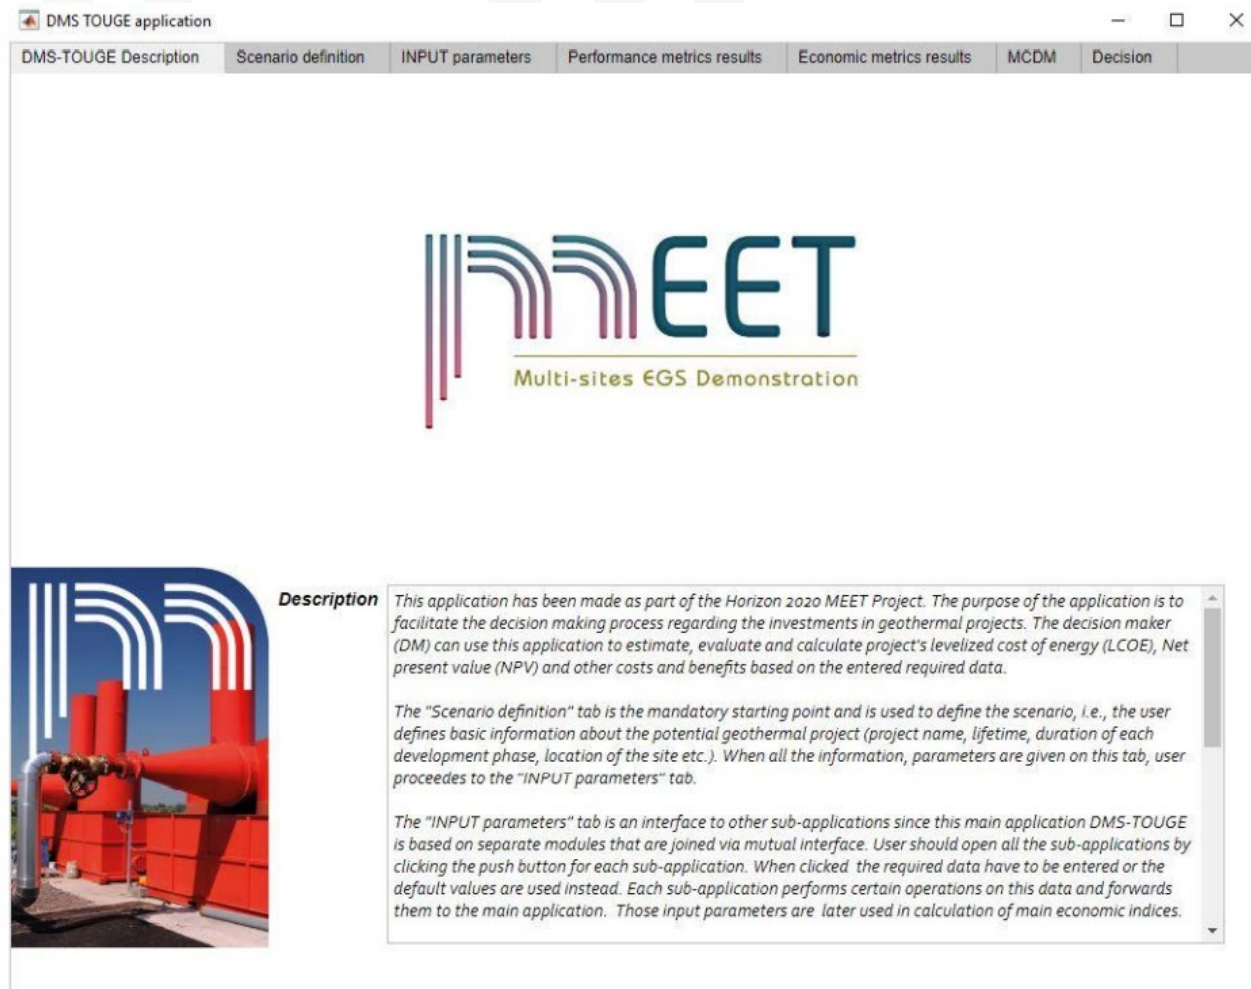 DMS TOUGE application
DMS-TOUGE Description Scenario definition INPUT parameters Performance metrics results Economic metrics results MCDM Decision
MEET
Multi-sites EGS Demonstration
Description
This application has been made as part of the Horizon 2020 MEET Project. The purpose of the application is to
facilitate the decision making process regarding the investments in geothermal projects. The decision maker
(DM) can use this application to estimate, evaluate and calculate project's levelized cost of energy (LCOE), Net
present value (NPV) and other costs and benefits based on the entered required data.
The "Scenario definition" tab is the mandatory starting point and is used to define the scenario, i.e., the user
defines basic information about the potential geothermal project (project name, lifetime, duration of each
development phase, location of the site etc.). When all the information, parameters are given on this tab, user
proceedes to the "INPUT parameters" tab.
The "INPUT parameters" tab is an interface to other sub-applications since this main application DMS-TOUGE
is based on separate modules that are joined via mutual interface. User should open all the sub-applications by
clicking the push button for each sub-application. When clicked the required data have to be entered or the
default values are used instead. Each sub-application performs certain operations on this data and forwards
them to the main application. Those input parameters are later used in calculation of main economic indices.